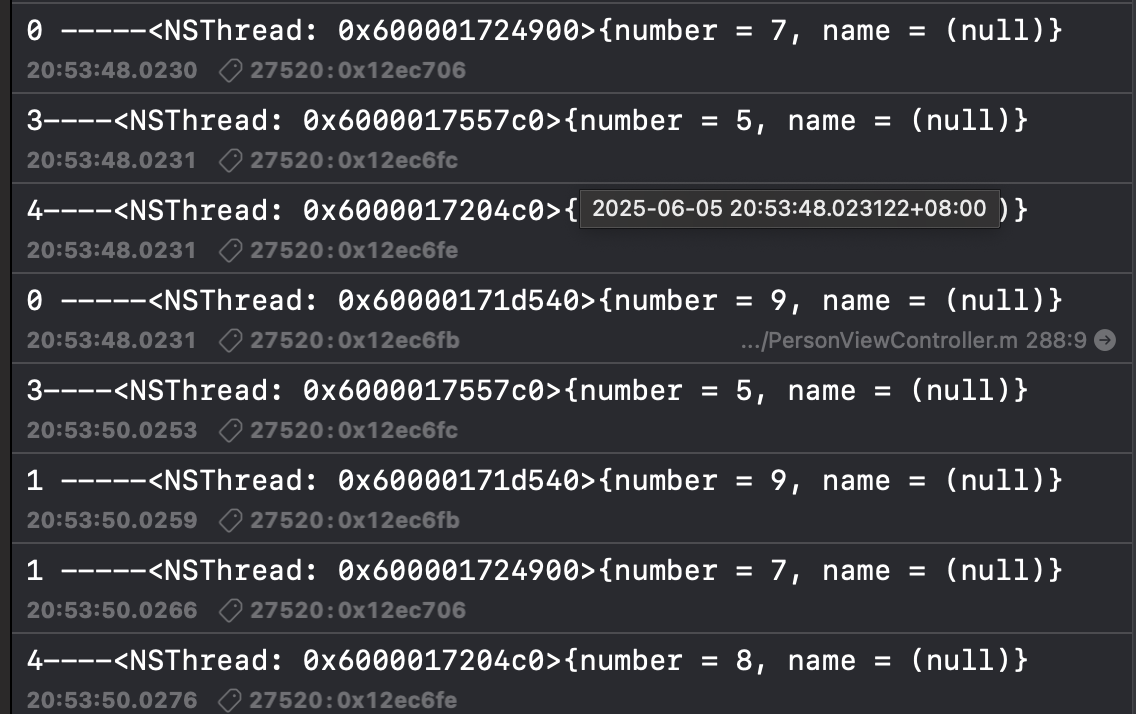 0 -----<NSThread: 0x600001724900>{number = 7, name = (null)}
20:53:48.0230 27520:0x12ec706
3----<NSThread: 0x6000017557c0>{number = 5, name = (null)}
20:53:48.0231 27520:0x12ec6fc
4----<NSThread: 0x6000017204c0>{ 2025-06-05 20:53:48.023122+08:00 )}
20:53:48.0231 27520:0x12ec6fe
0 -----<NSThread: 0x60000171d540>{number = 9, name = (null)}
20:53:48.0231 27520:0x12ec6fb .../PersonViewController.m 288:9
3----<NSThread: 0x6000017557c0>{number = 5, name = (null)}
20:53:50.0253 27520:0x12ec6fc
1 -----<NSThread: 0x60000171d540>{number = 9, name = (null)}
20:53:50.0259 27520:0x12ec6fb
1 -----<NSThread: 0x600001724900>{number = 7, name = (null)}
20:53:50.0266 27520:0x12ec706
4----<NSThread: 0x6000017204c0>{number = 8, name = (null)}
20:53:50.0276 27520:0x12ec6fe